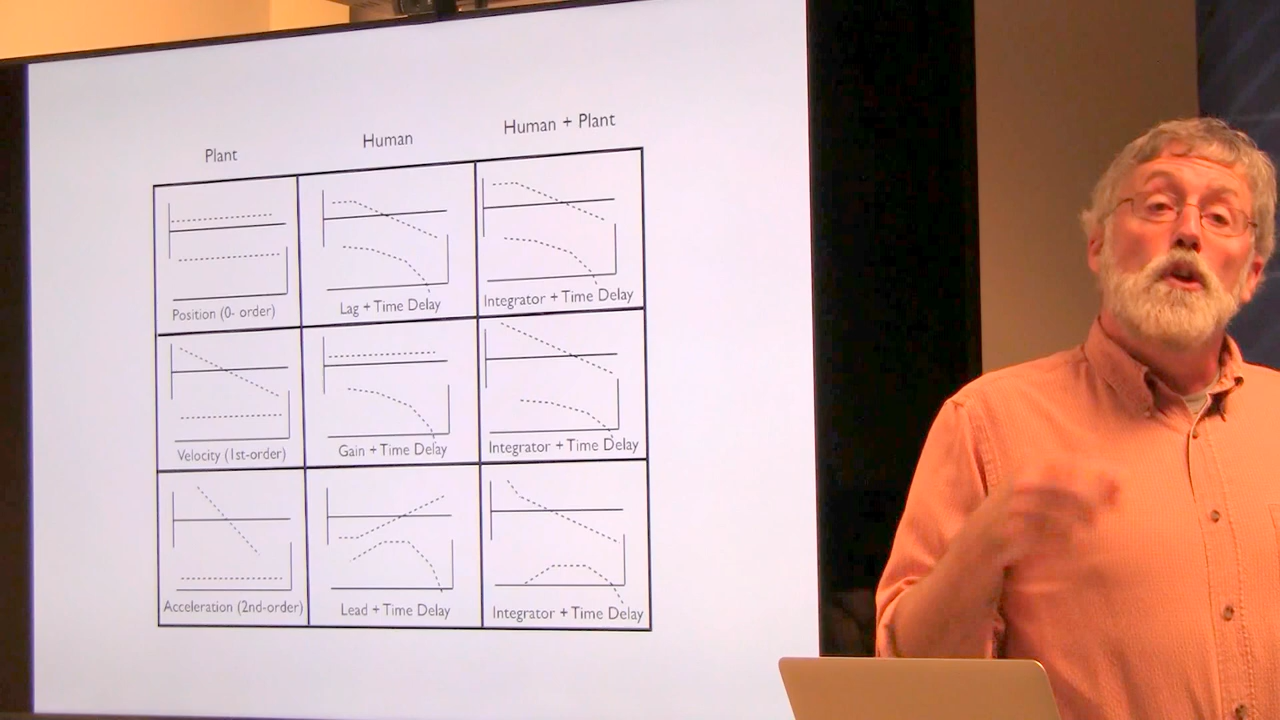 Plant
Human
Human + Plant
Position (0- order)
Lag + Time Delay
Integrator + Time Delay
Velocity (1st-order)
Gain + Time Delay
Integrator + Time Delay
Acceleration (2nd-order)
Lead + Time Delay
Integrator + Time Delay